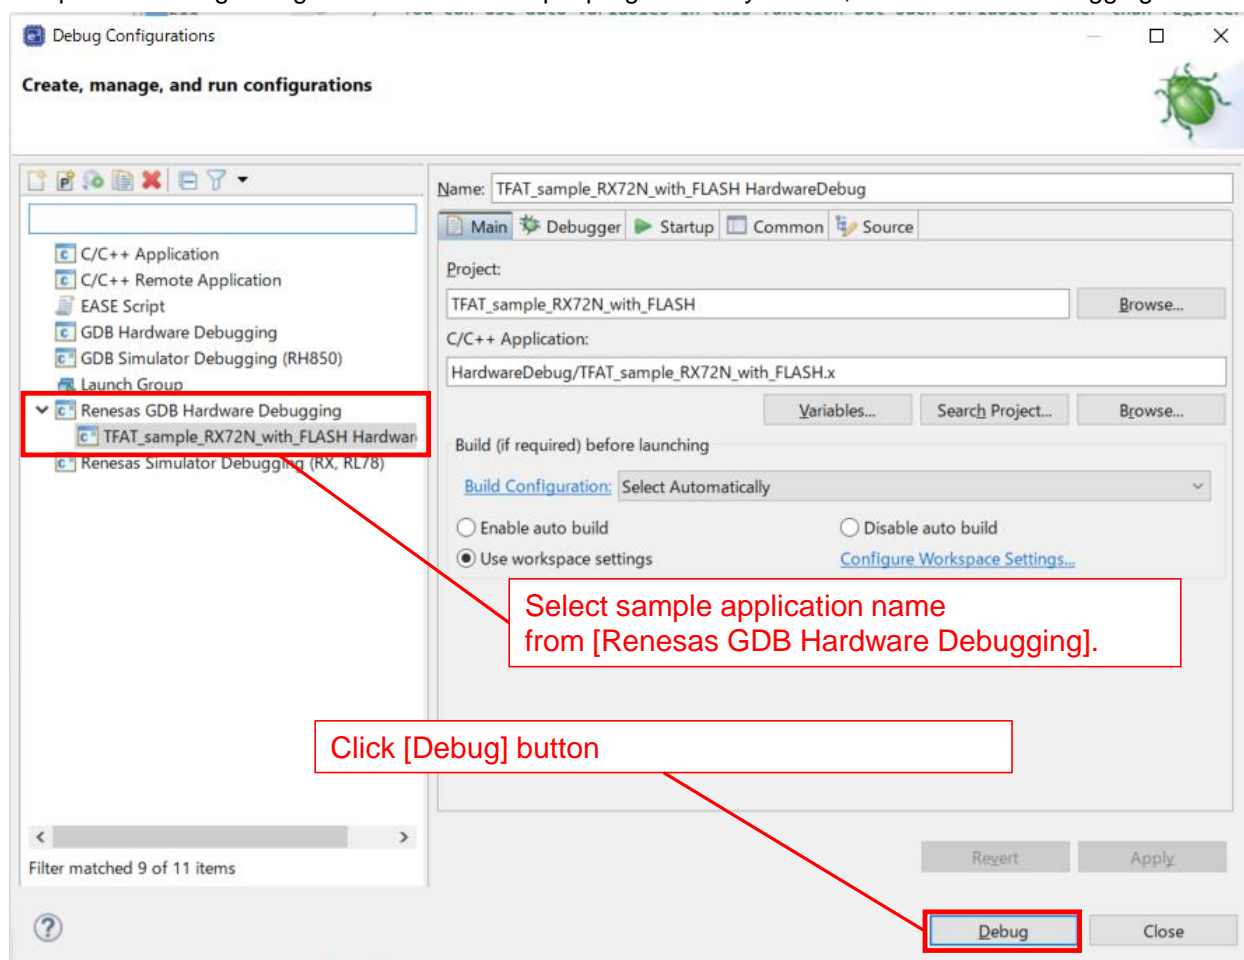 Debug Configurations
Create, manage, and run configurations
Name: TFAT_sample_RX72N_with_FLASH HardwareDebug
Main Debugger Startup Common Source
C/C++ Application
C/C++ Remote Application
EASE Script
GDB Hardware Debugging
GDB Simulator Debugging (RH850)
Launch Group
Renesas GDB Hardware Debugging
TFAT_sample_RX72N_with_FLASH Hardwar
Renesas Simulator Debugging (RX, RL78)
Filter matched 9 of 11 items
Project:
TFAT_sample_RX72N_with_FLASH
Browse...
C/C++ Application:
HardwareDebug/TFAT_sample_RX72N_with_FLASH.x
Variables... Search Project... Browse...
Build (if required) before launching
Build Configuration: Select Automatically
Enable auto build Disable auto build
Use workspace settings Configure Workspace Settings...
Select sample application name
from [Renesas GDB Hardware Debugging].
Click [Debug] button
Revert Apply
Debug Close